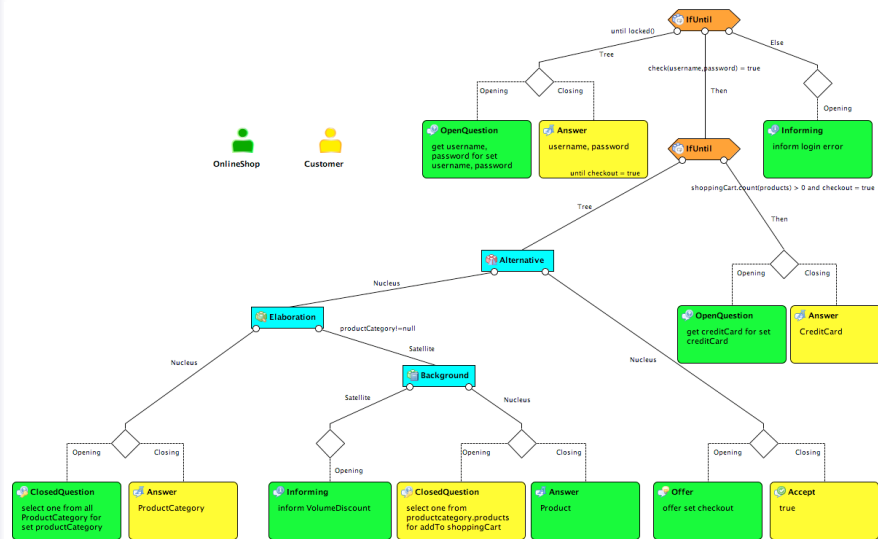 IfUntil
until locked()
Else
Tree
check(username,password) = true
Opening
Closing
Then
Opening
OpenQuestion
get username,
password for set
username, password
Answer
username, password
Informing
inform login error
OnlineShop
Customer
IfUntil
until checkout = true
shoppingCart.count(products) > 0 and checkout = true
Tree
Then
Alternative
Opening
Closing
Nucleus
Elaboration
OpenQuestion
get creditCard for set
creditCard
Answer
CreditCard
productCategory!=null
Satellite
Nucleus
Nucleus
Background
Satellite
Nucleus
Opening
Closing
Opening
Opening
Closing
Opening
Closing
ClosedQuestion
select one from all
ProductCategory for
set productCategory
Answer
ProductCategory
Informing
inform VolumeDiscount
ClosedQuestion
select one from
productcategory.products
for addTo shoppingCart
Answer
Product
Offer
offer set checkout
Accept
true